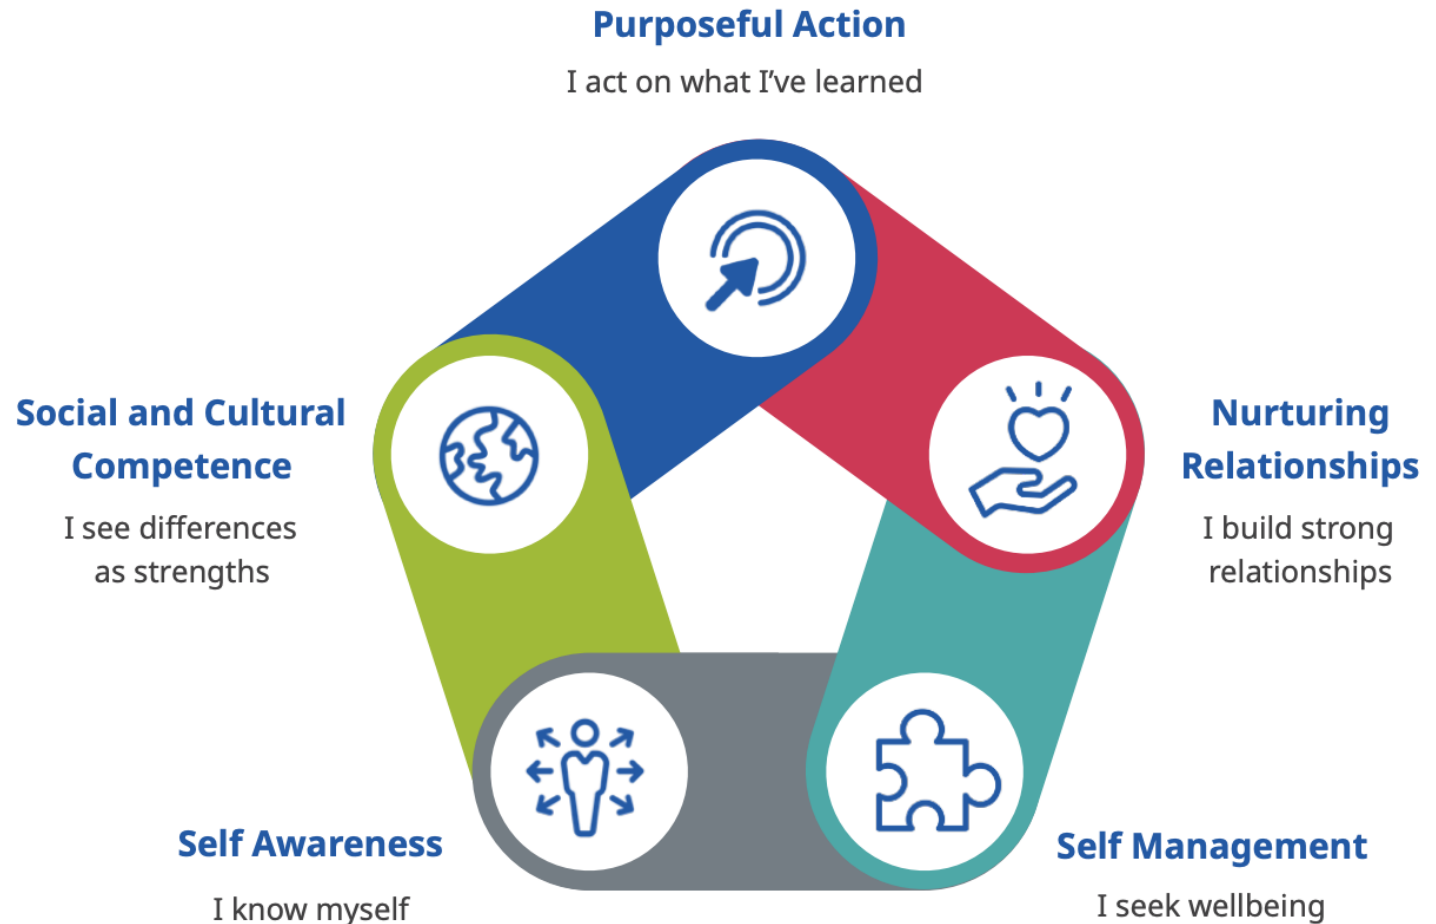 Purposeful Action
I act on what I’ve learned
Social and Cultural
Competence
I see differences
as strengths
Nurturing
Relationships
I build strong
relationships
Self Awareness
I know myself
Self Management
I seek wellbeing